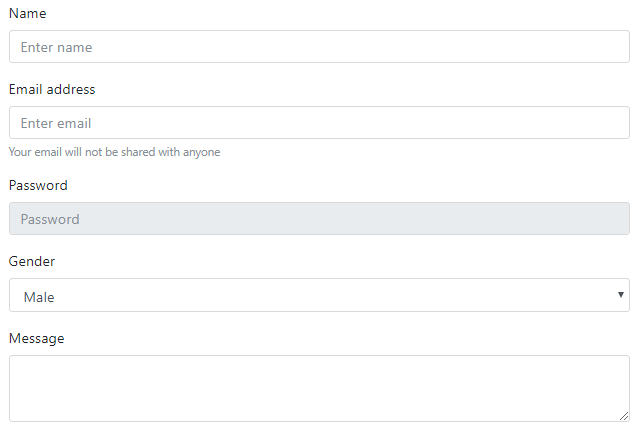 Name
Enter name
Email address
Enter email
Your email will not be shared with anyone
Password
Password
Gender
Male
Message